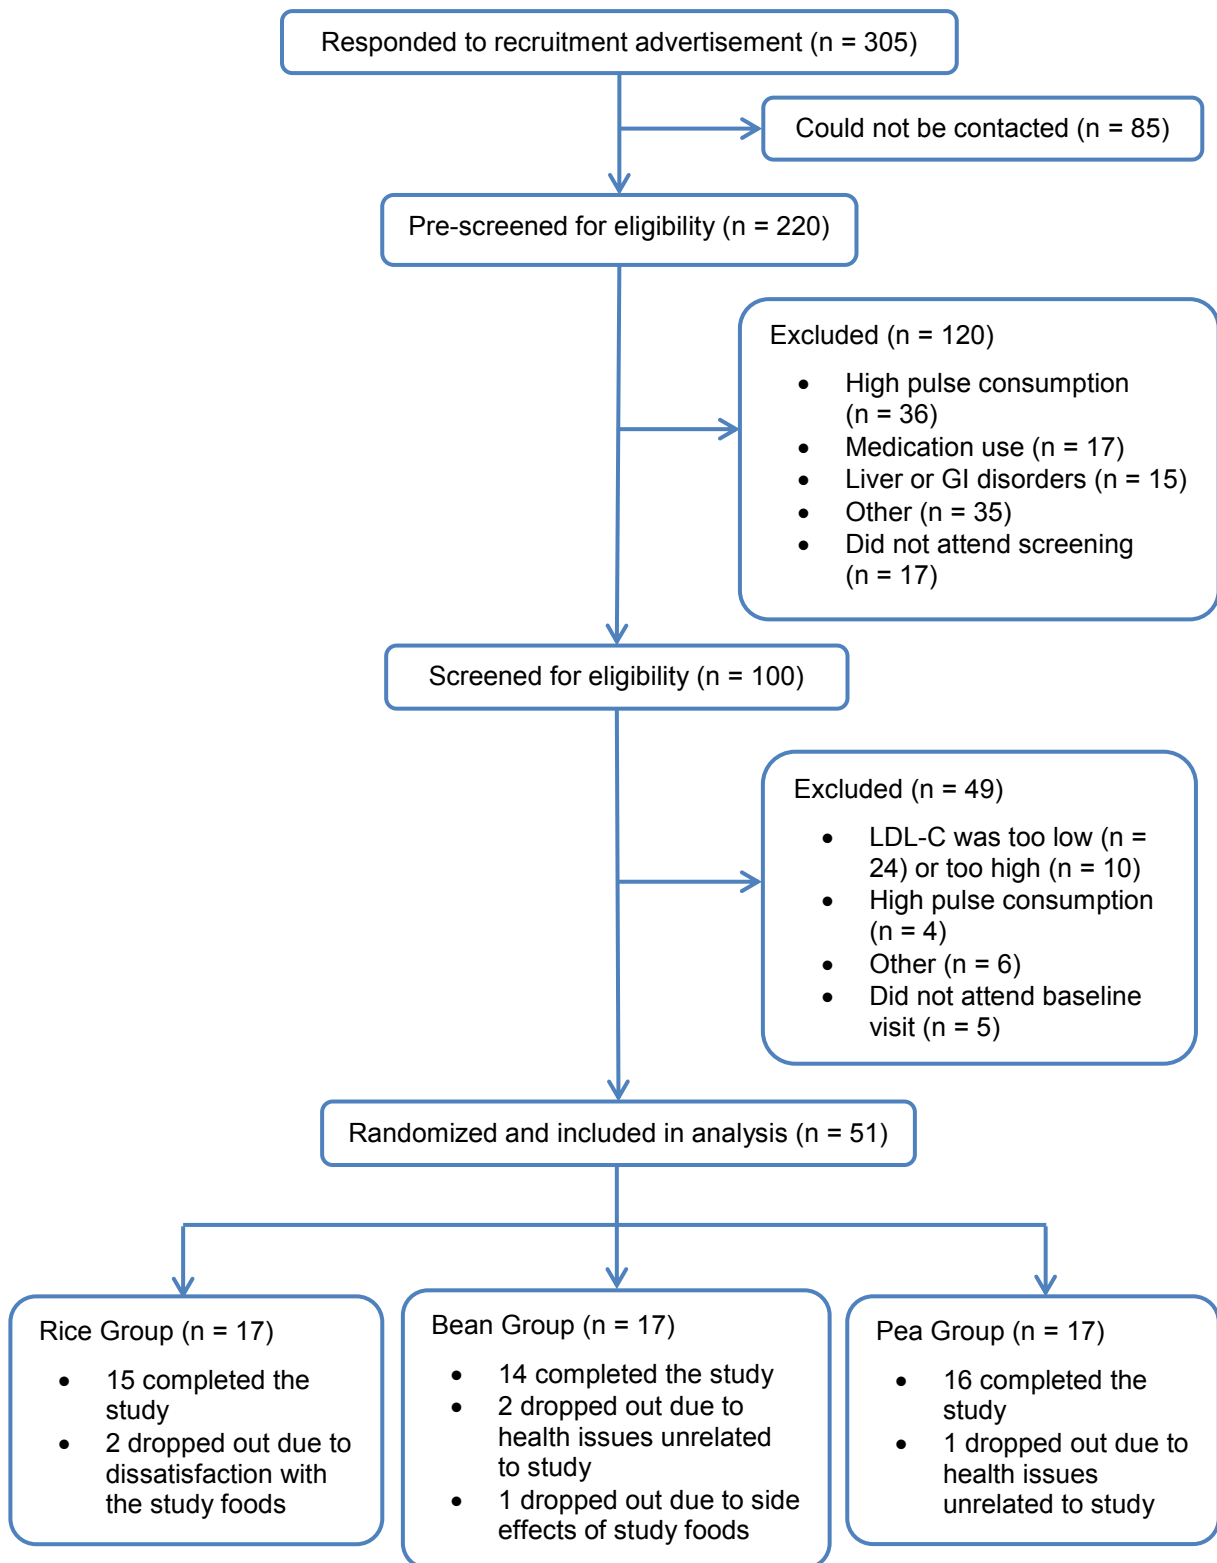 Responded to recruitment advertisement (n = 305)
Could not be contacted (n = 85)
Pre-screened for eligibility (n = 220)
Excluded (n = 120)
• High pulse consumption
(n = 36)
• Medication use (n = 17)
• Liver or GI disorders (n = 15)
• Other (n = 35)
• Did not attend screening
(n = 17)
Screened for eligibility (n = 100)
Excluded (n = 49)
• LDL-C was too low (n =
24) or too high (n = 10)
• High pulse consumption
(n = 4)
• Other (n = 6)
• Did not attend baseline
visit (n = 5)
Randomized and included in analysis (n = 51)
Rice Group (n = 17)
• 15 completed the
study
• 2 dropped out due to
dissatisfaction with
the study foods
Bean Group (n = 17)
• 14 completed the study
• 2 dropped out due to
health issues unrelated
to study
• 1 dropped out due to side
effects of study foods
Pea Group (n = 17)
• 16 completed the
study
• 1 dropped out due to
health issues
unrelated to study